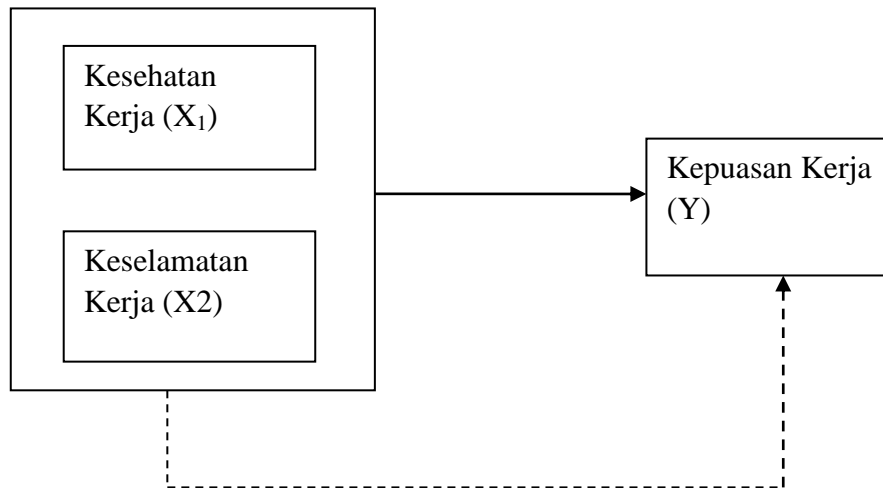 Kesehatan
Kerja (X₁)
Keselamatan
Kerja (X2)
Kepuasan Kerja
(Y)